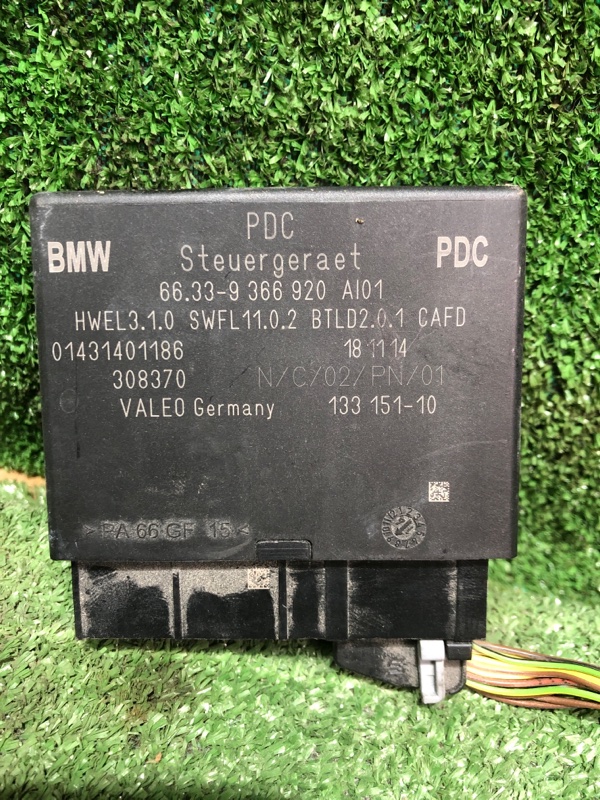 PDC
BMW Steuergeraet PDC
66.33-9 366 920 AI01
HWEL3.1.0 SWFL11.0.2 BTLD2.0.1 CAFD
01431401186 18 11 14
308370 N/C/02/PN/01
VALEO Germany 133 151-10
>PA 66 GF 15<